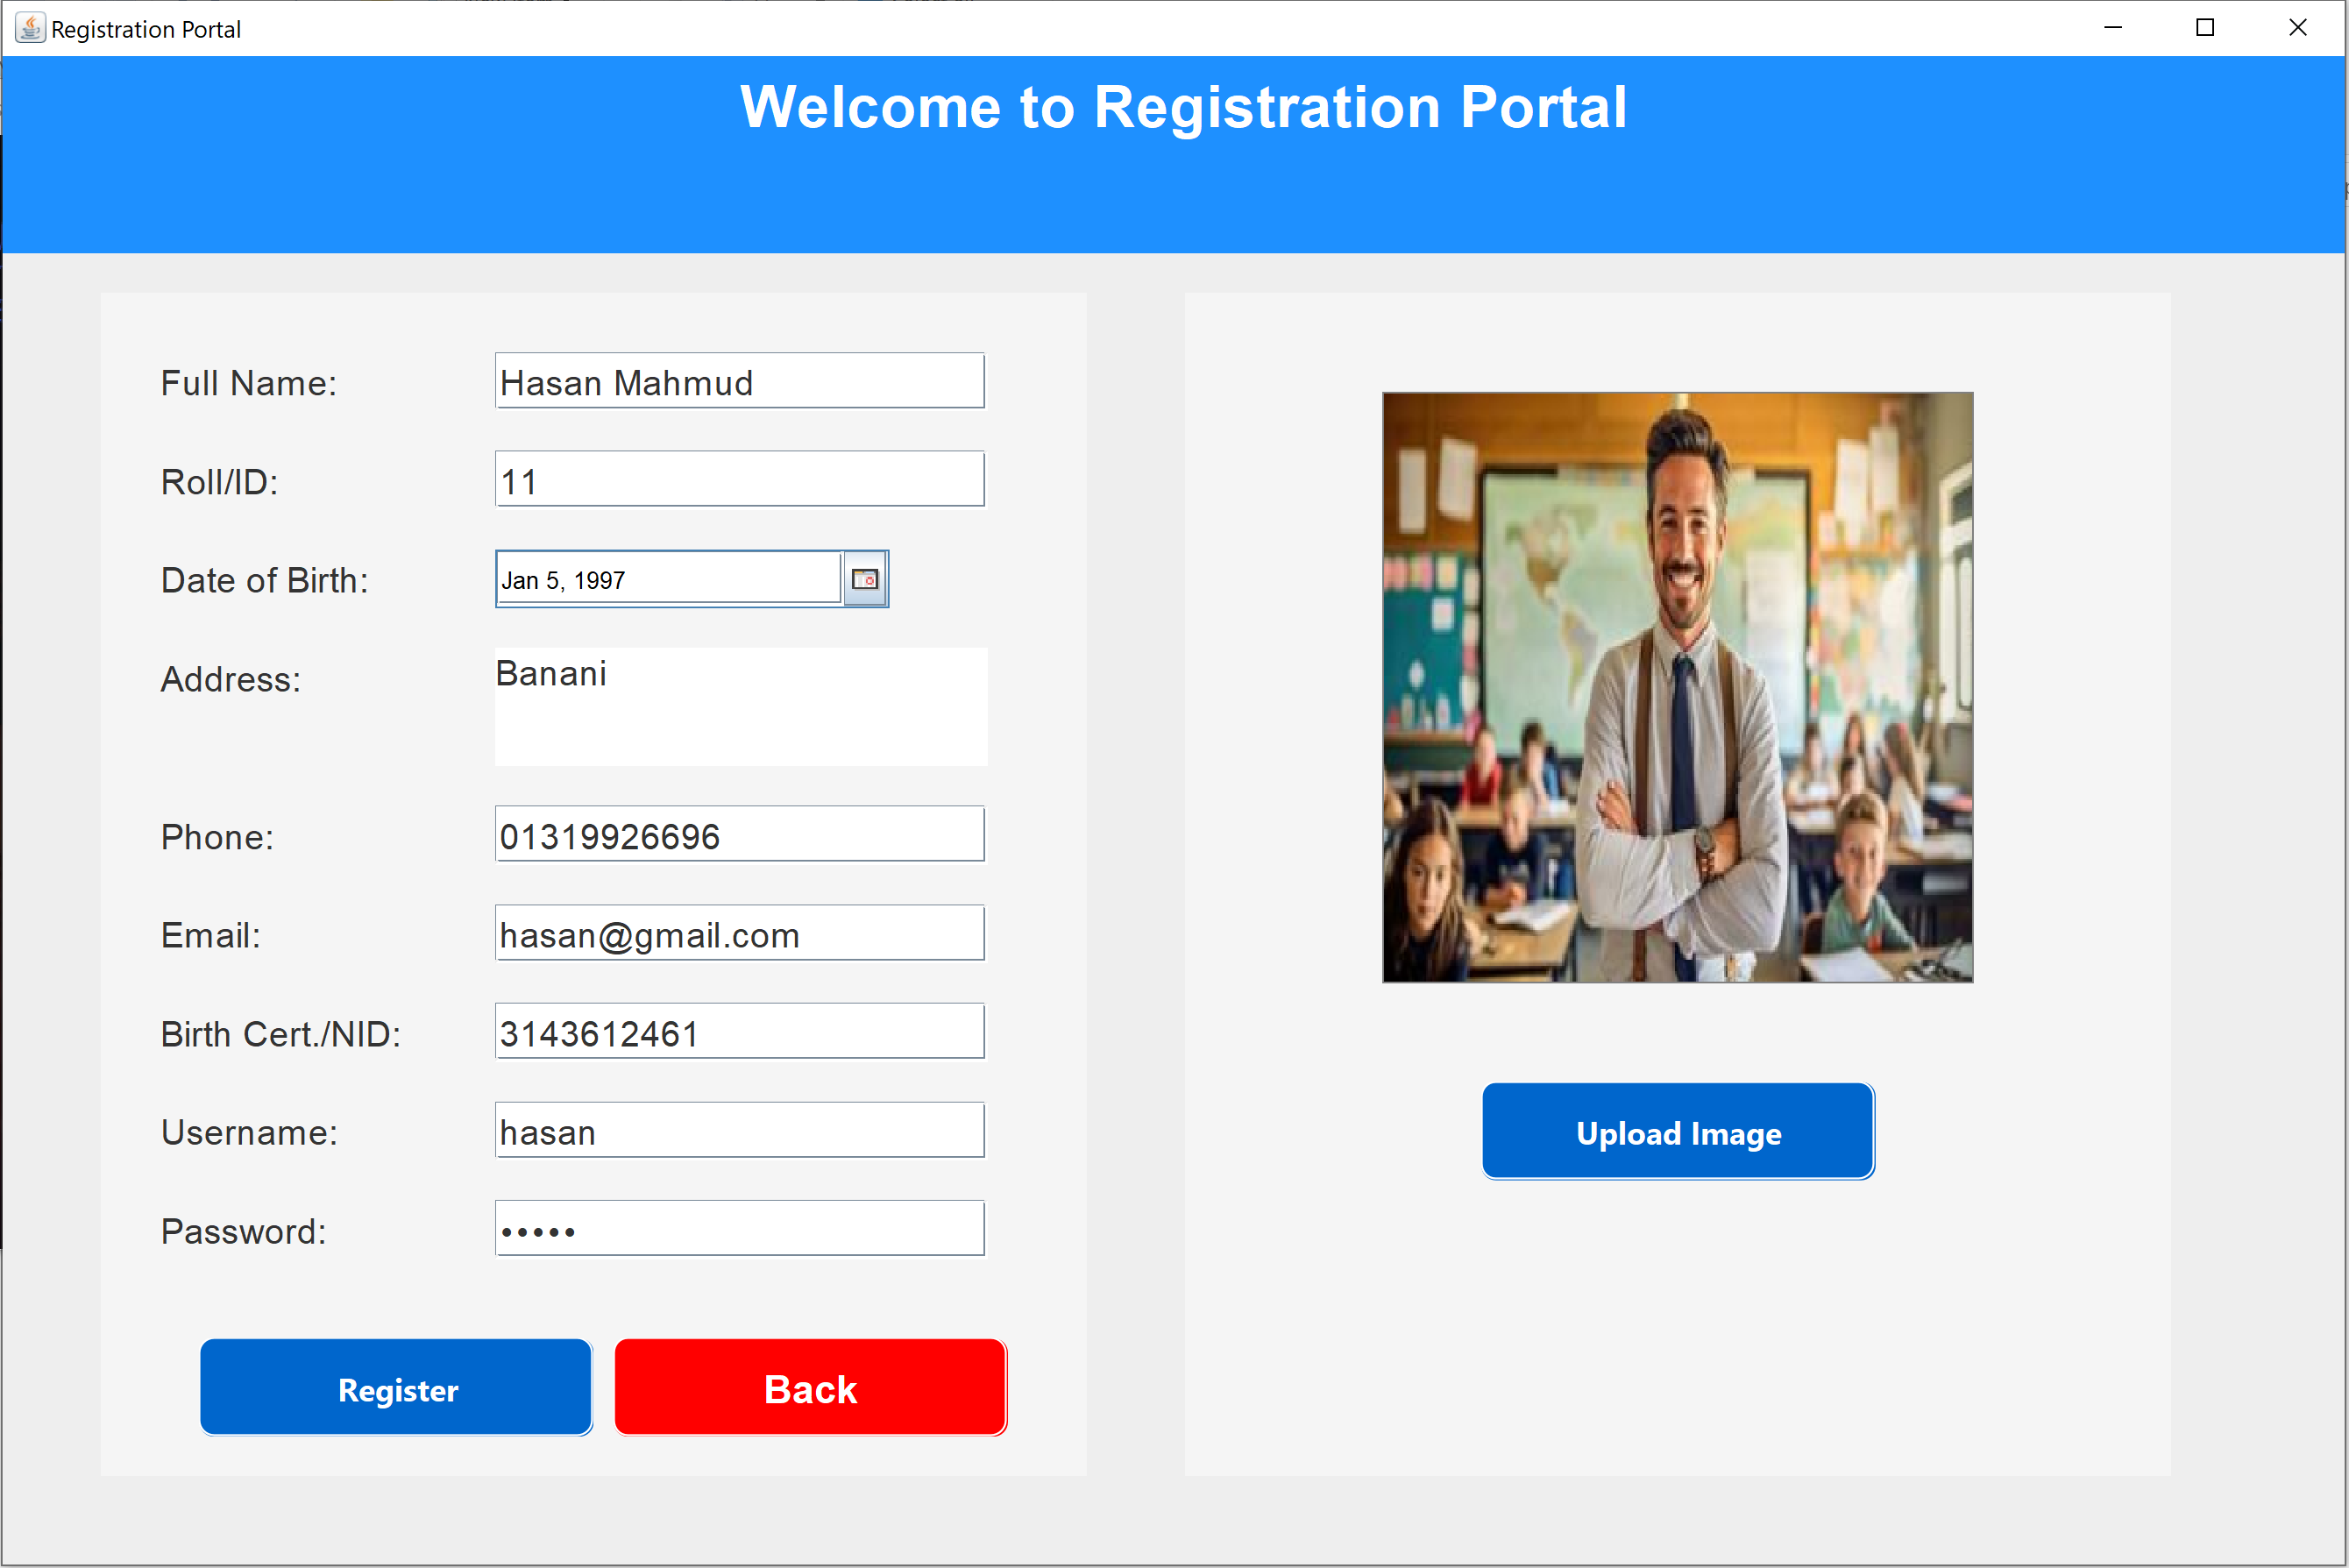 Registration Portal
Welcome to Registration Portal
Full Name: Hasan Mahmud
Roll/ID: 11
Date of Birth: Jan 5, 1997
Address: Banani
Phone: 01319926696
Email: hasan@gmail.com
Birth Cert./NID: 3143612461
Username: hasan
Password: •••••
Register Back
Upload Image